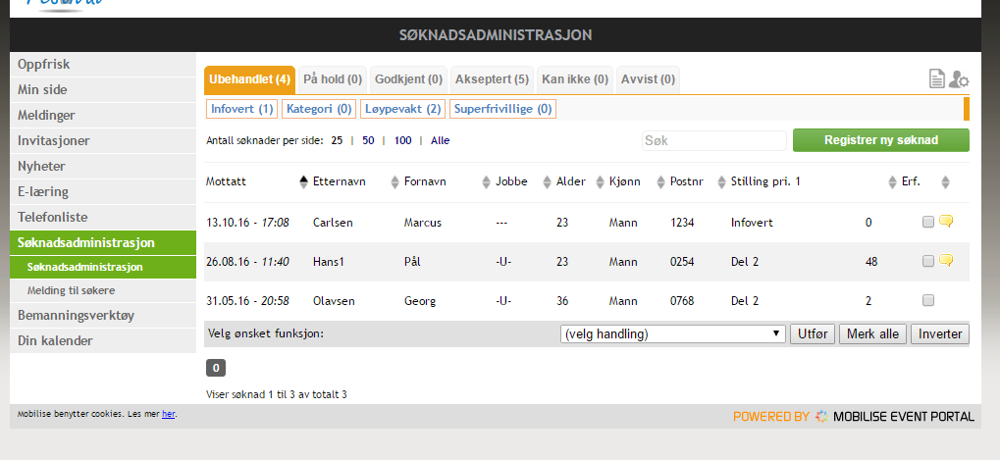 Festival
SØKNADSADMINISTRASJON
Oppfrisk
Min side
Meldinger
Invitasjoner
Nyheter
E-læring
Telefonliste
Søknadsadministrasjon
Søknadsadministrasjon
Melding til søkere
Bemanningsverktøy
Din kalender
Ubehandlet (4) På hold (0) Godkjent (0) Akseptert (5) Kan ikke (0) Avvist (0)
Infovert (1) Kategori (0) Løypevakt (2) Superfrivillige (0)
Antall søknader per side: 25 | 50 | 100 | Alle Søk Registrer ny søknad
Mottatt Etternavn Fornavn Jobbe Alder Kjønn Postnr Stilling pri. 1 Erf.
13.10.16 - 17:08 Carlsen Marcus --- 23 Mann 1234 Infovert 0
26.08.16 - 11:40 Hans1 Pål -U- 23 Mann 0254 Del 2 48
31.05.16 - 20:58 Olavsen Georg -U- 36 Mann 0768 Del 2 2
Velg ønsket funksjon: (velg handling) Utfør Merk alle Inverter
0
Viser søknad 1 til 3 av totalt 3
Mobilise benytter cookies. Les mer her. POWERED BY MOBILISE EVENT PORTAL